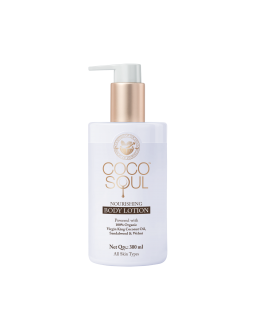 COCO
SOUL
NOURISHING
BODY LOTION
Powered with
100% Organic
Virgin King Coconut Oil,
Sandalwood & Walnut
Net Qty.: 300 ml
All Skin Types